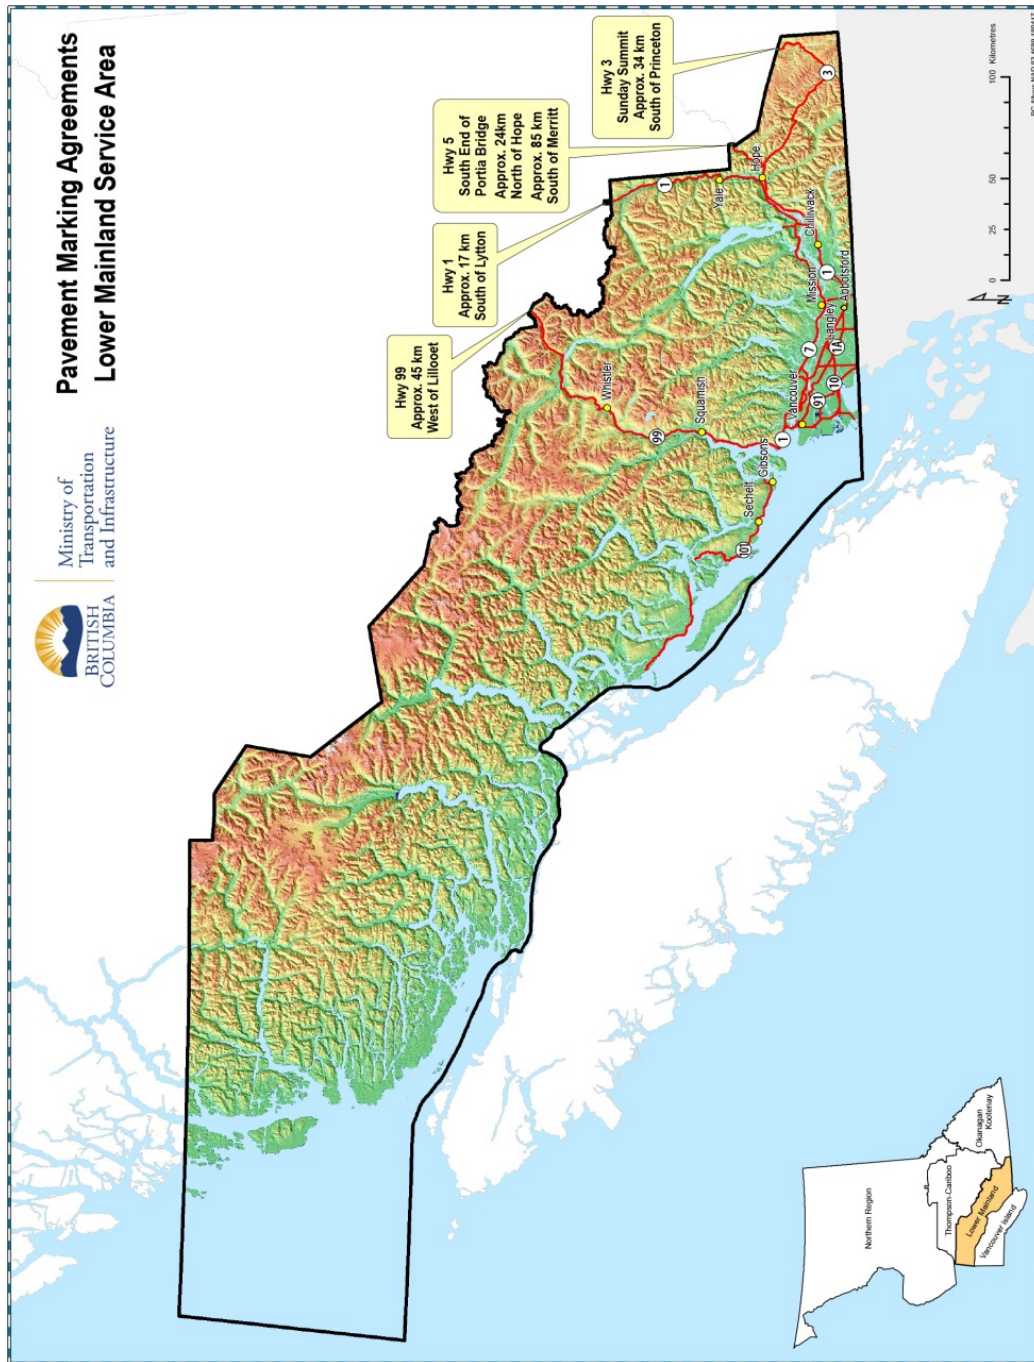 Pavement Marking Agreements
Lower Mainland Service Area
BRITISH
COLUMBIA
Ministry of
Transportation
and Infrastructure
Hwy 99
Approx. 45 km
West of Lillooet
Hwy 1
Approx. 17 km
South of Lytton
Hwy 5
South End of
Portia Bridge
Approx. 24km
North of Hope
Approx. 85 km
South of Merritt
Hwy 3
Sunday Summit
Approx. 34 km
South of Princeton
Whistler
99
Squamish
Sechelt
Gibsons
101
1
Vancouver
7
91
10
1A
Langley
Mission
Abbotsford
1
Chilliwack
Hope
Yale
1
3
N
0 25 50 100 Kilometres
Northern Region
Thompson-Cariboo
Okanagan
Kootenay
Lower Mainland
Vancouver Island